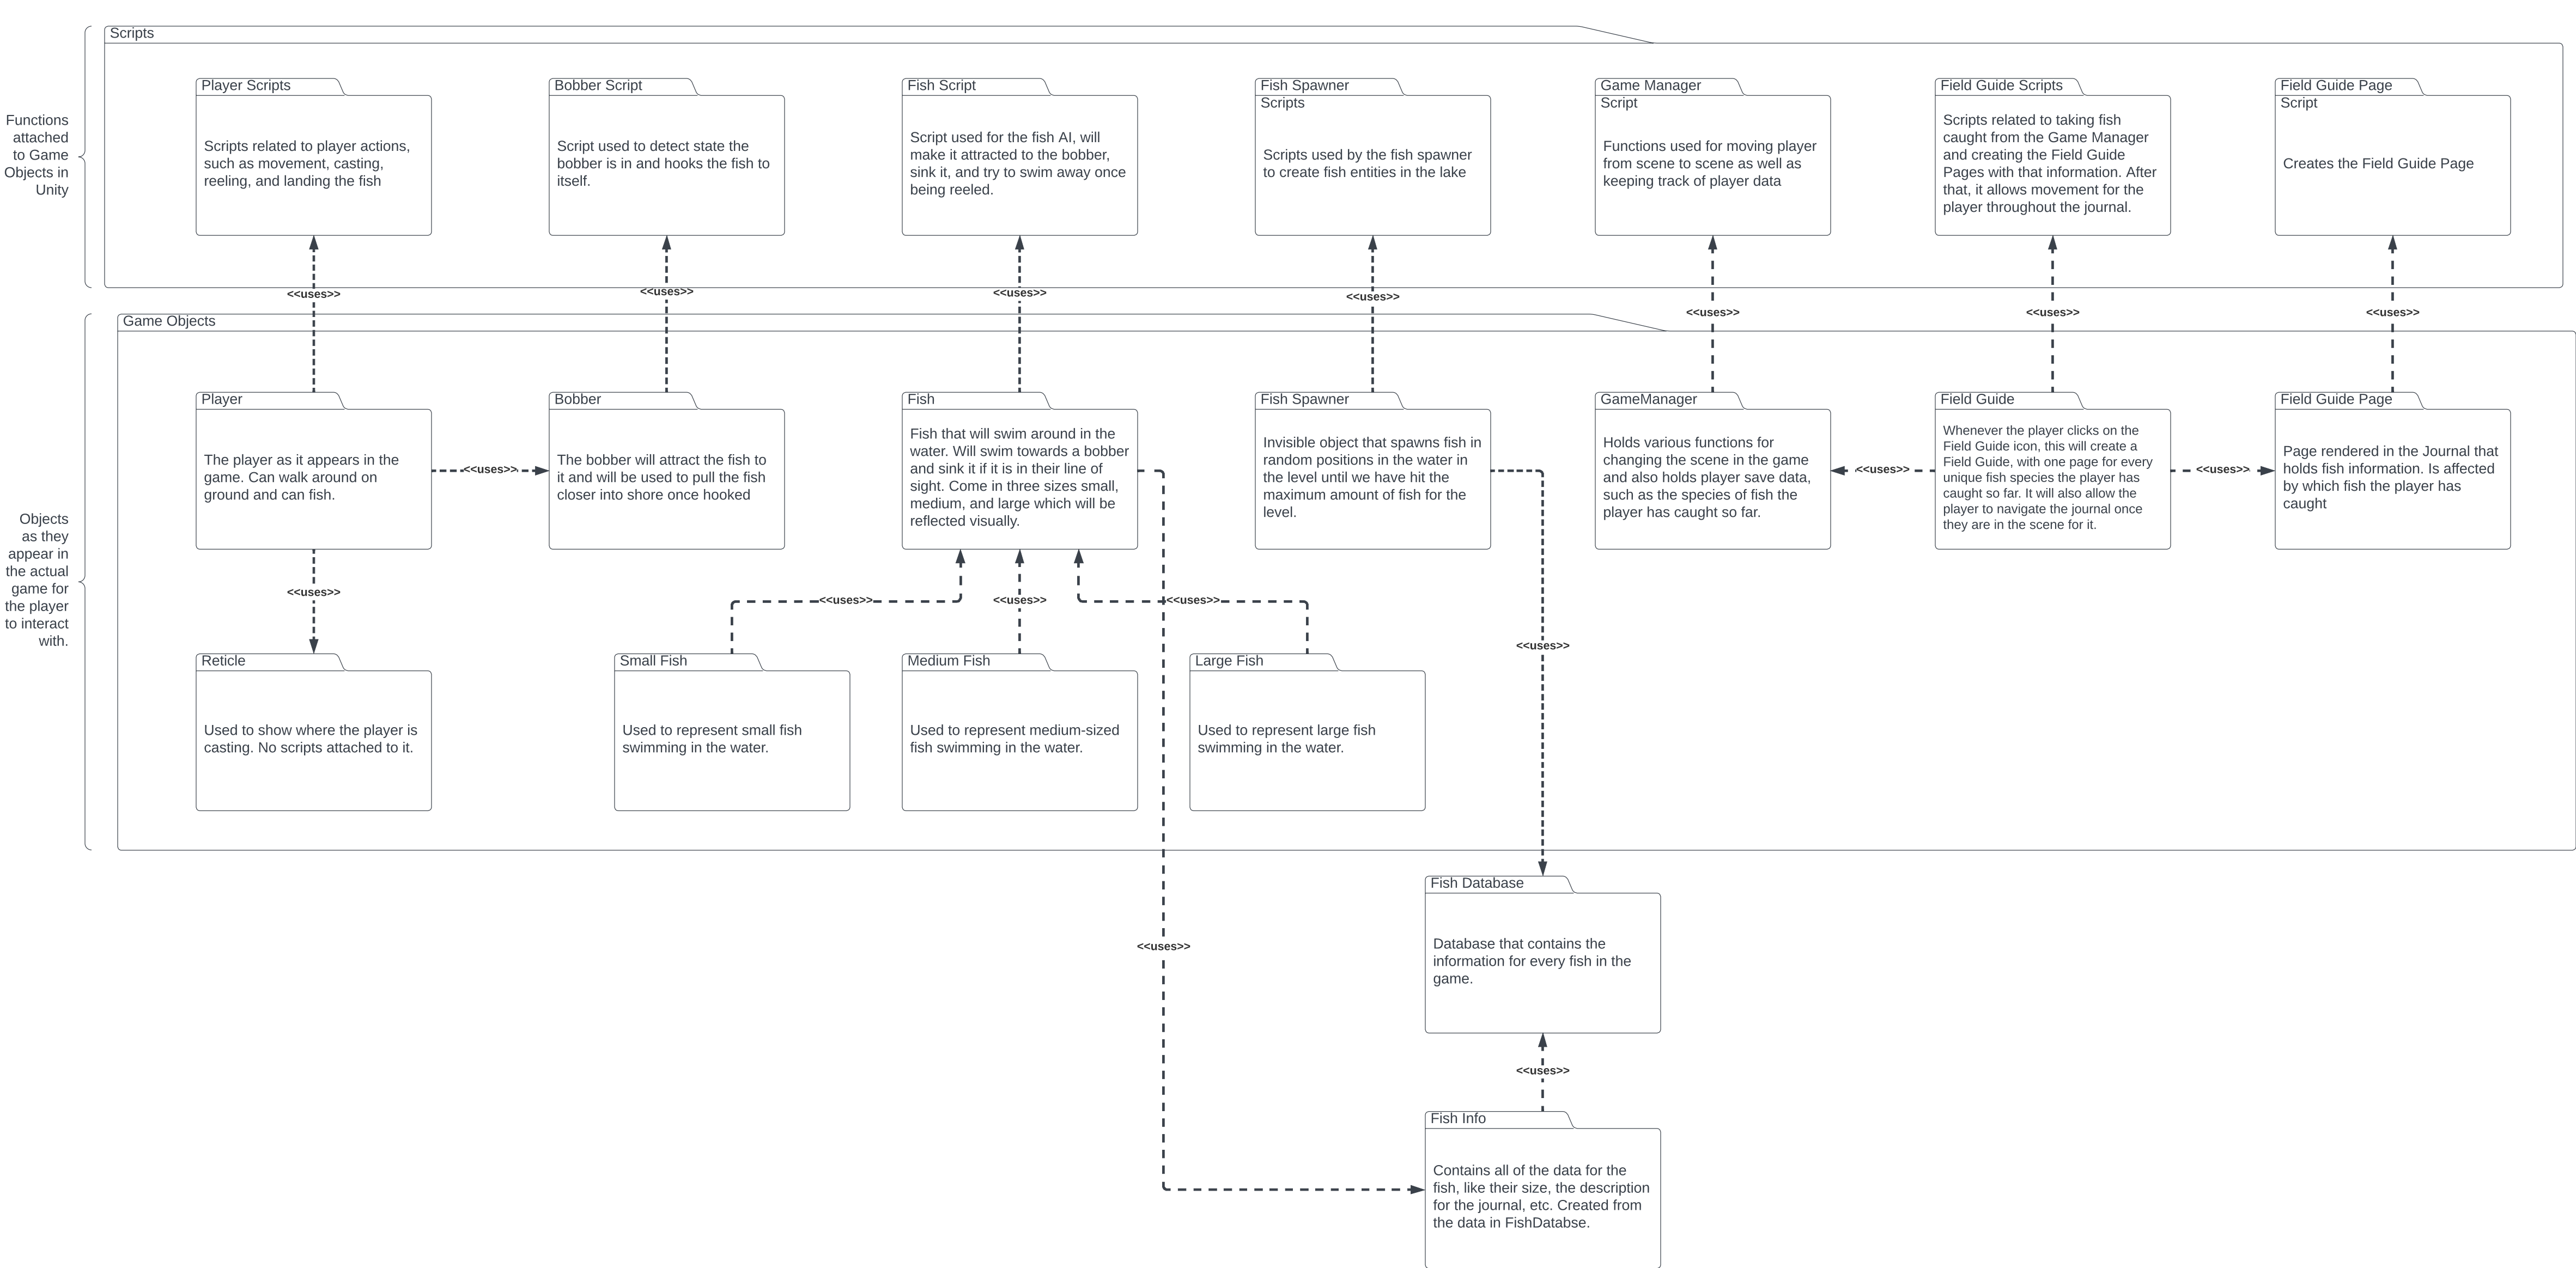 Scripts
Functions
attached
to Game
Objects in
Unity
Player Scripts
Scripts related to player actions,
such as movement, casting,
reeling, and landing the fish
Bobber Script
Script used to detect state the
bobber is in and hooks the fish to
itself.
Fish Script
Script used for the fish AI, will
make it attracted to the bobber,
sink it, and try to swim away once
being reeled.
Fish Spawner
Scripts
Scripts used by the fish spawner
to create fish entities in the lake
Game Manager
Script
Functions used for moving player
from scene to scene as well as
keeping track of player data
Field Guide Scripts
Scripts related to taking fish
caught from the Game Manager
and creating the Field Guide
Pages with that information. After
that, it allows movement for the
player throughout the journal.
Field Guide Page
Script
Creates the Field Guide Page
<<uses>>
<<uses>>
<<uses>>
<<uses>>
<<uses>>
<<uses>>
<<uses>>
Game Objects
Objects
as they
appear in
the actual
game for
the player
to interact
with.
Player
The player as it appears in the
game. Can walk around on
ground and can fish.
<<uses>>
Bobber
The bobber will attract the fish to
it and will be used to pull the fish
closer into shore once hooked
Fish
Fish that will swim around in the
water. Will swim towards a bobber
and sink it if it is in their line of
sight. Come in three sizes small,
medium, and large which will be
reflected visually.
Fish Spawner
Invisible object that spawns fish in
random positions in the water in
the level until we have hit the
maximum amount of fish for the
level.
GameManager
Holds various functions for
changing the scene in the game
and also holds player save data,
such as the species of fish the
player has caught so far.
<<uses>>
Field Guide
Whenever the player clicks on the
Field Guide icon, this will create a
Field Guide, with one page for every
unique fish species the player has
caught so far. It will also allow the
player to navigate the journal once
they are in the scene for it.
<<uses>>
Field Guide Page
Page rendered in the Journal that
holds fish information. Is affected
by which fish the player has
caught
<<uses>>
<<uses>>
<<uses>>
<<uses>>
<<uses>>
Reticle
Used to show where the player is
casting. No scripts attached to it.
Small Fish
Used to represent small fish
swimming in the water.
Medium Fish
Used to represent medium-sized
fish swimming in the water.
Large Fish
Used to represent large fish
swimming in the water.
Fish Database
Database that contains the
information for every fish in the
game.
<<uses>>
<<uses>>
Fish Info
Contains all of the data for the
fish, like their size, the description
for the journal, etc. Created from
the data in FishDatabse.